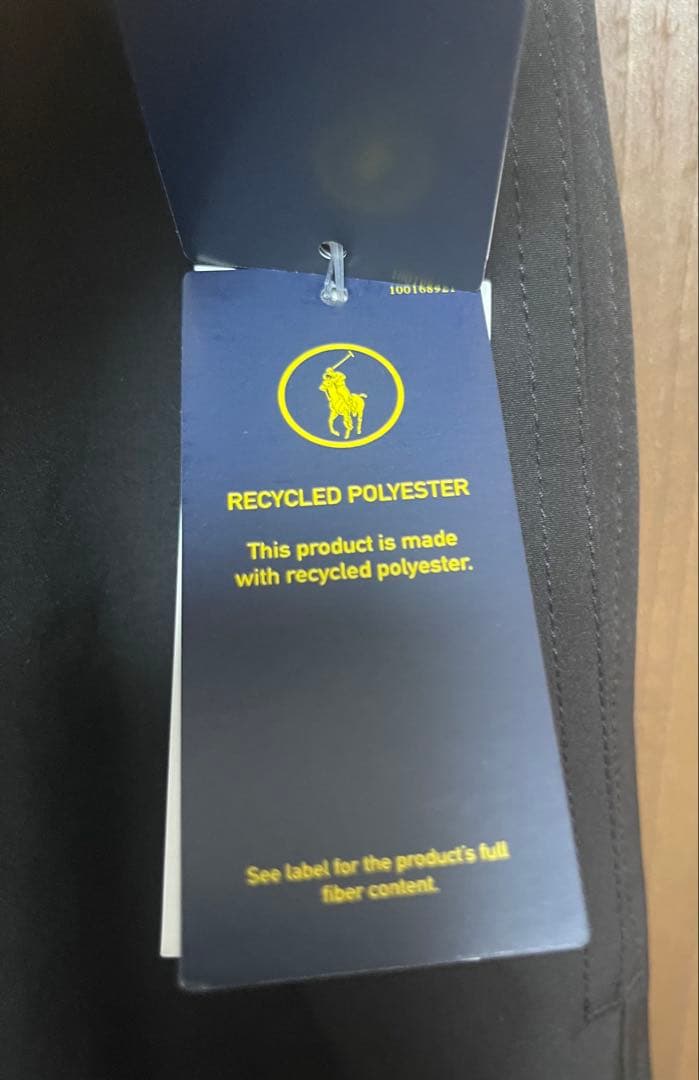 RECYCLED POLYESTER
This product is made
with recycled polyester.
See label for the product's full
fiber content.